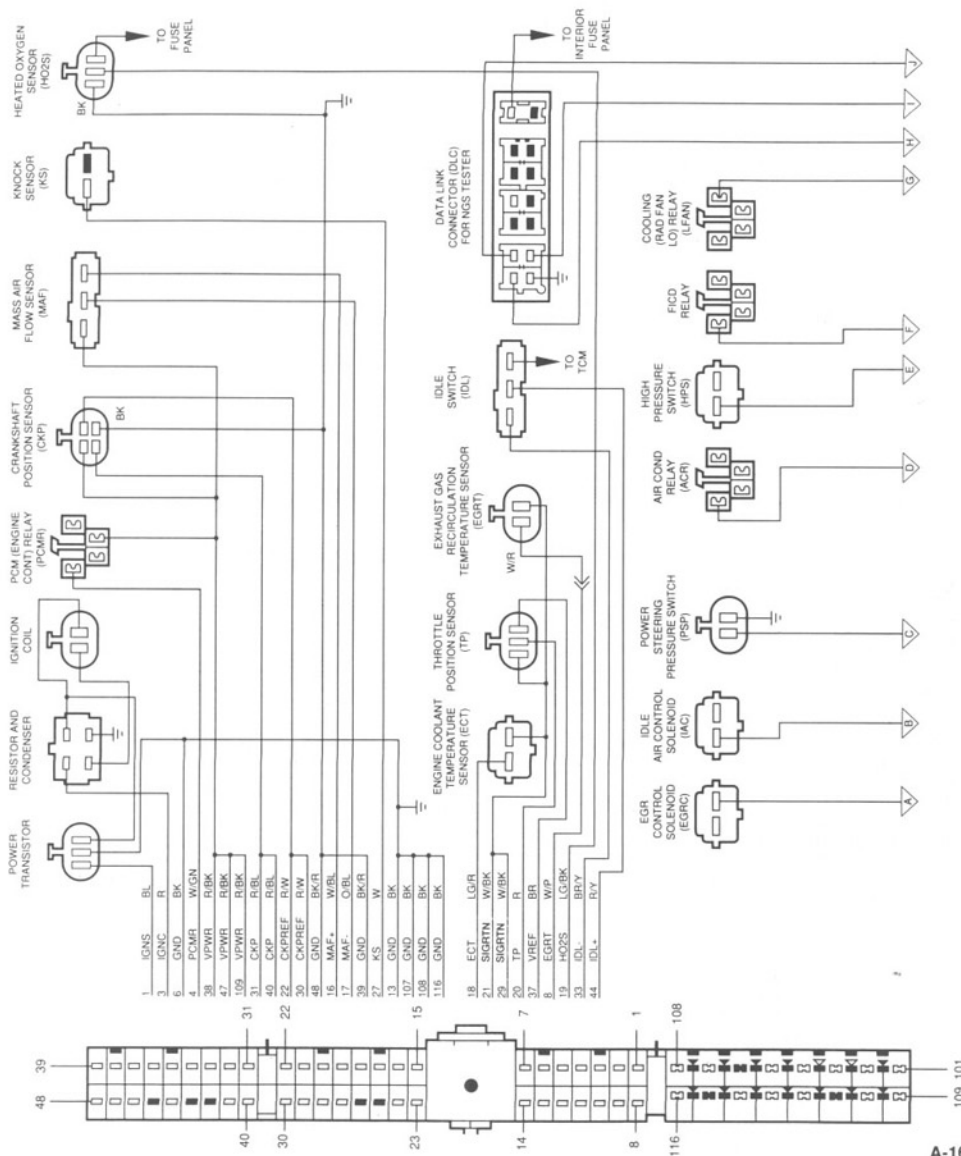 HEATED OXYGEN
SENSOR
(HO2S)
BK
TO
FUSE
PANEL
KNOCK
SENSOR
(KS)
MASS AIR
FLOW SENSOR
(MAF)
CRANKSHAFT
POSITION SENSOR
(CKP)
BK
PCM (ENGINE
CONT) RELAY
(PCMR)
IGNITION
COIL
RESISTOR AND
CONDENSER
POWER
TRANSISTOR
1 IGNS BL
3 IGNC R
6 GND BK
4 PCMR W/GN
38 VPWR R/BK
47 VPWR R/BK
109 VPWR R/BK
31 CKP R/BL
40 CKP R/BL
22 CKPREF R/W
30 CKPREF R/W
48 GND BK/R
16 MAF+ W/BL
17 MAF- O/BL
39 GND BK/R
27 KS W
13 GND BK
107 GND BK
108 GND BK
116 GND BK
TO
INTERIOR
FUSE
PANEL
DATA LINK
CONNECTOR (DLC)
FOR NGS TESTER
IDLE
SWITCH
(IDL)
TO
TCM
EXHAUST GAS
RECIRCULATION
TEMPERATURE SENSOR
(EGRT)
W/R
THROTTLE
POSITION SENSOR
(TP)
ENGINE COOLANT
TEMPERATURE
SENSOR (ECT)
18 ECT LG/R
21 SIGRTN W/BK
29 SIGRTN W/BK
20 TP R
37 VREF BR
8 EGRT W/P
19 HO2S LG/BK
33 IDL- BR/Y
44 IDL+ R/Y
COOLING
(RAD FAN
LO) RELAY
(LFAN)
FICD
RELAY
HIGH
PRESSURE
SWITCH
(HPS)
AIR COND
RELAY
(ACR)
POWER
STEERING
PRESSURE SWITCH
(PSP)
IDLE
AIR CONTROL
SOLENOID
(IAC)
EGR
CONTROL
SOLENOID
(EGRC)
J
I
H
G
F
E
D
C
B
A
39
31
22
15
7
1
108
101
48
40
30
23
14
8
116
109
A-16